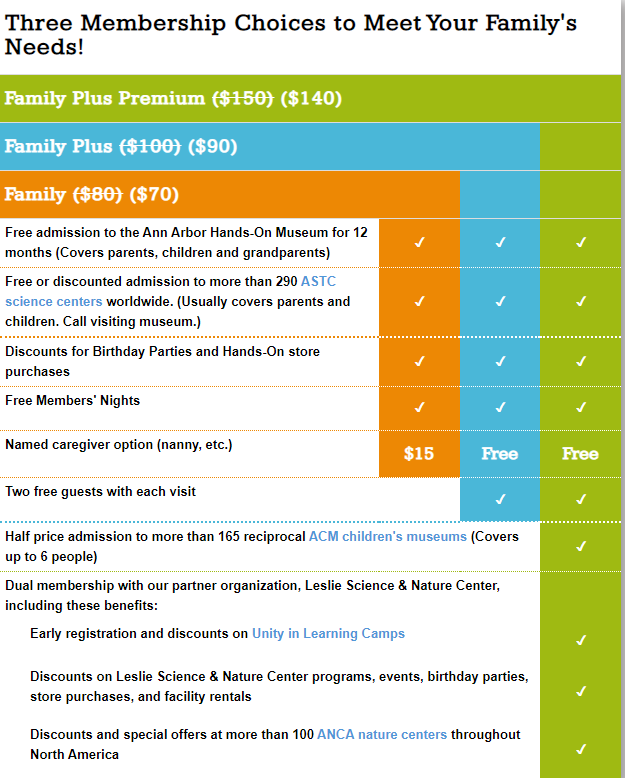 Three Membership Choices to Meet Your Family's
Needs!
Family Plus Premium ($150) ($140)
Family Plus ($100) ($90)
Family ($80) ($70)
Free admission to the Ann Arbor Hands-On Museum for 12
months (Covers parents, children and grandparents)
✓ ✓ ✓
Free or discounted admission to more than 290 ASTC
science centers worldwide. (Usually covers parents and
children. Call visiting museum.)
✓ ✓ ✓
Discounts for Birthday Parties and Hands-On store
purchases
✓ ✓ ✓
Free Members' Nights ✓ ✓ ✓
Named caregiver option (nanny, etc.) $15 Free Free
Two free guests with each visit ✓ ✓
Half price admission to more than 165 reciprocal ACM children's museums (Covers
up to 6 people)
✓
Dual membership with our partner organization, Leslie Science & Nature Center,
including these benefits:
Early registration and discounts on Unity in Learning Camps ✓
Discounts on Leslie Science & Nature Center programs, events, birthday parties,
store purchases, and facility rentals
✓
Discounts and special offers at more than 100 ANCA nature centers throughout
North America
✓